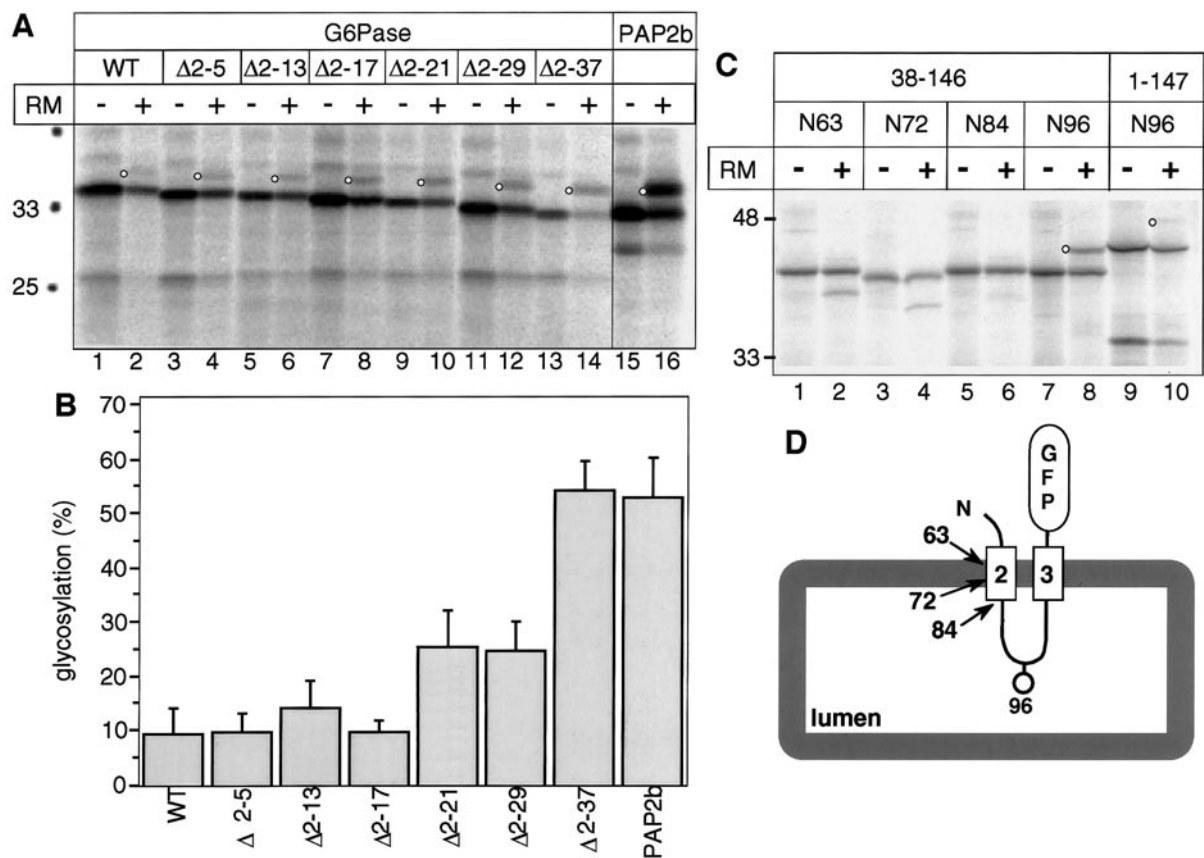 A
G6Pase PAP2b
WT Δ2-5 Δ2-13 Δ2-17 Δ2-21 Δ2-29 Δ2-37
RM - + - + - + - + - + - + - + - +
33
25
1 2 3 4 5 6 7 8 9 10 11 12 13 14 15 16
B
glycosylation (%)
70
60
50
40
30
20
10
0
WT Δ 2-5 Δ2-13 Δ2-17 Δ2-21 Δ2-29 Δ2-37 PAP2b
C
38-146 1-147
N63 N72 N84 N96 N96
RM - + - + - + - + - +
48
33
1 2 3 4 5 6 7 8 9 10
D
GFP
N
63
2 3
72
84
96
lumen